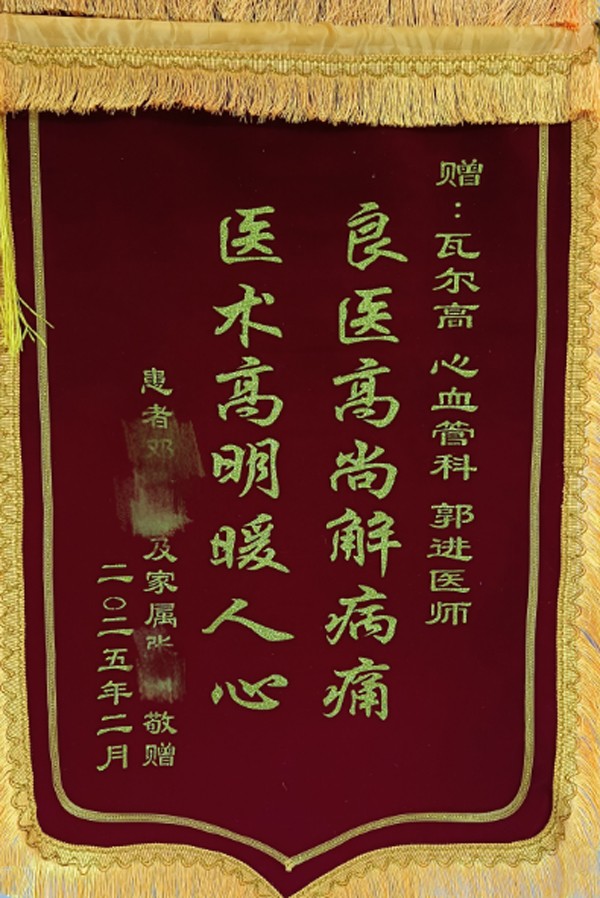 赠：瓦尔高 心血管科 郭进医师
良医高尚解病痛
医术高明暖人心
患者邓 及家属 敬赠
二〇二五年二月